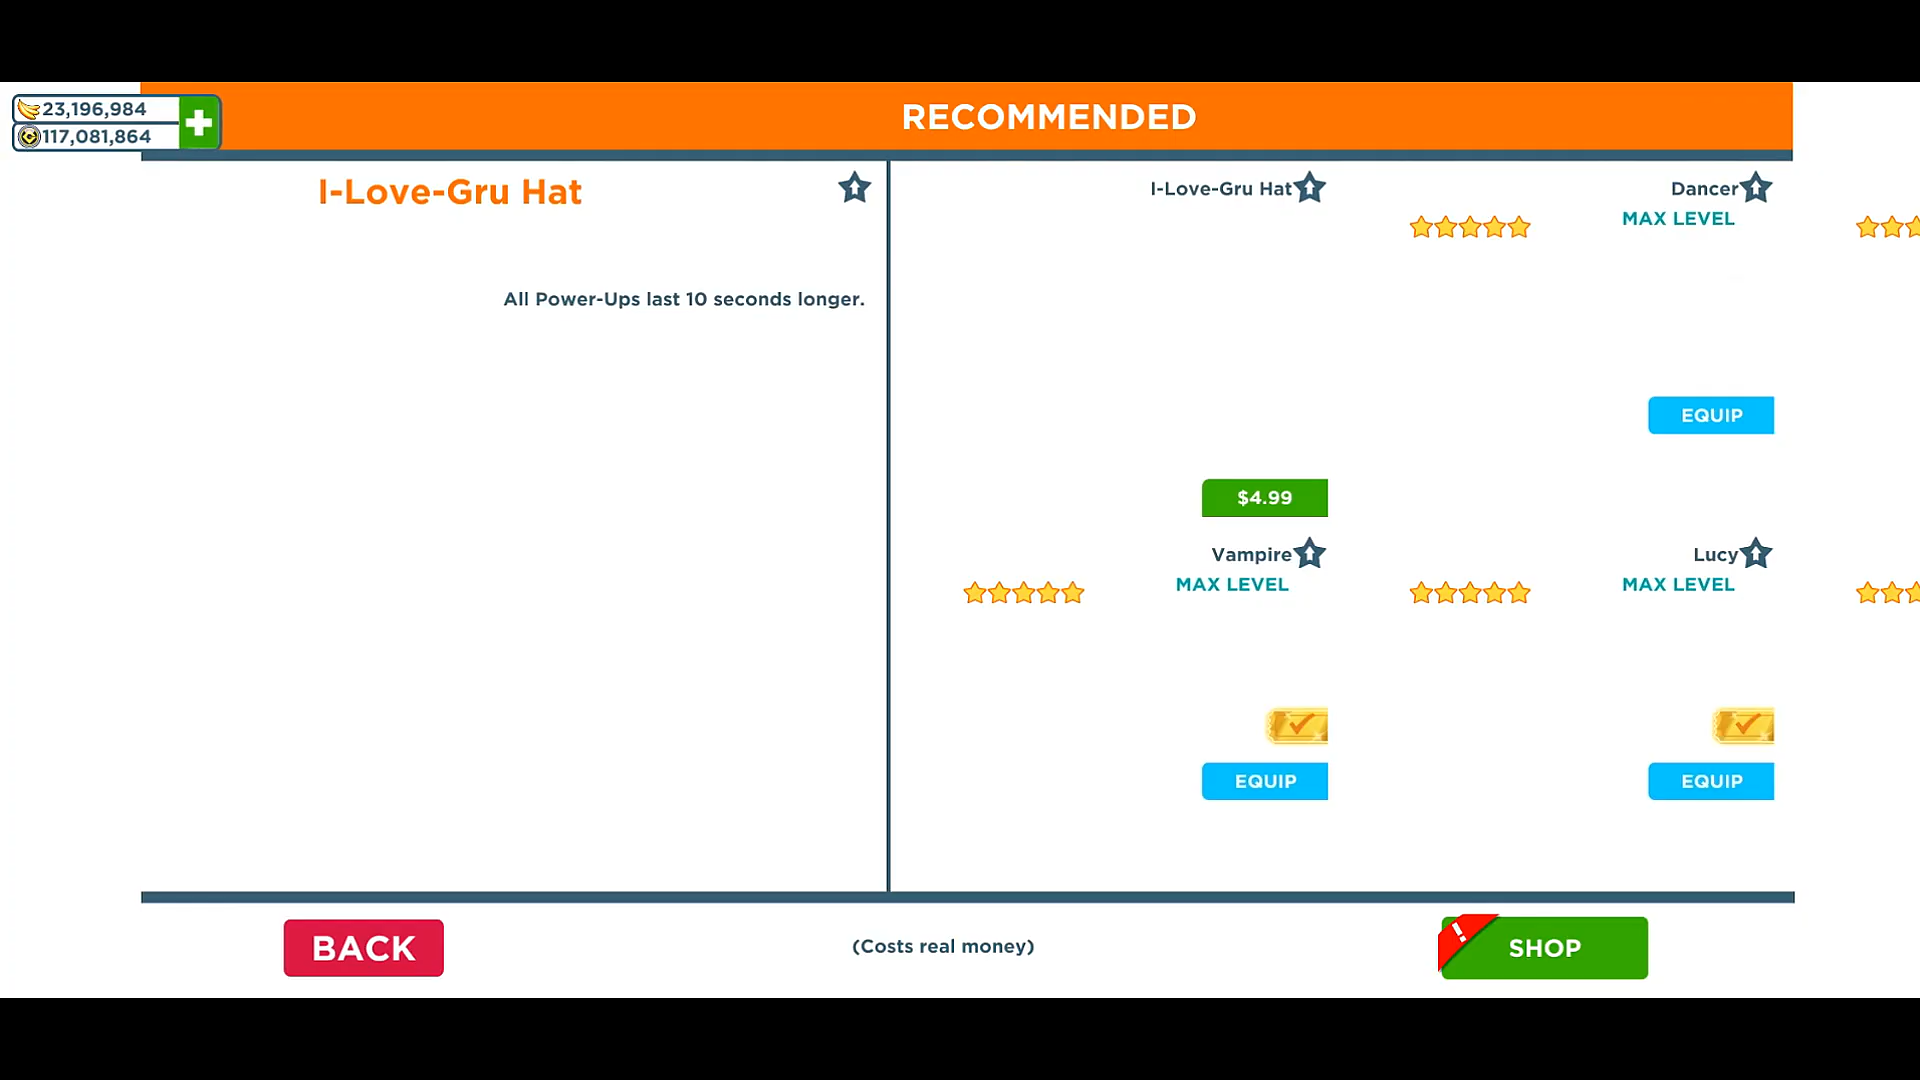 23,196,984
117,081,864
RECOMMENDED
I-Love-Gru Hat
All Power-Ups last 10 seconds longer.
I-Love-Gru Hat
$4.99
Dancer
MAX LEVEL
EQUIP
Vampire
MAX LEVEL
EQUIP
Lucy
MAX LEVEL
EQUIP
BACK
(Costs real money)
!
SHOP